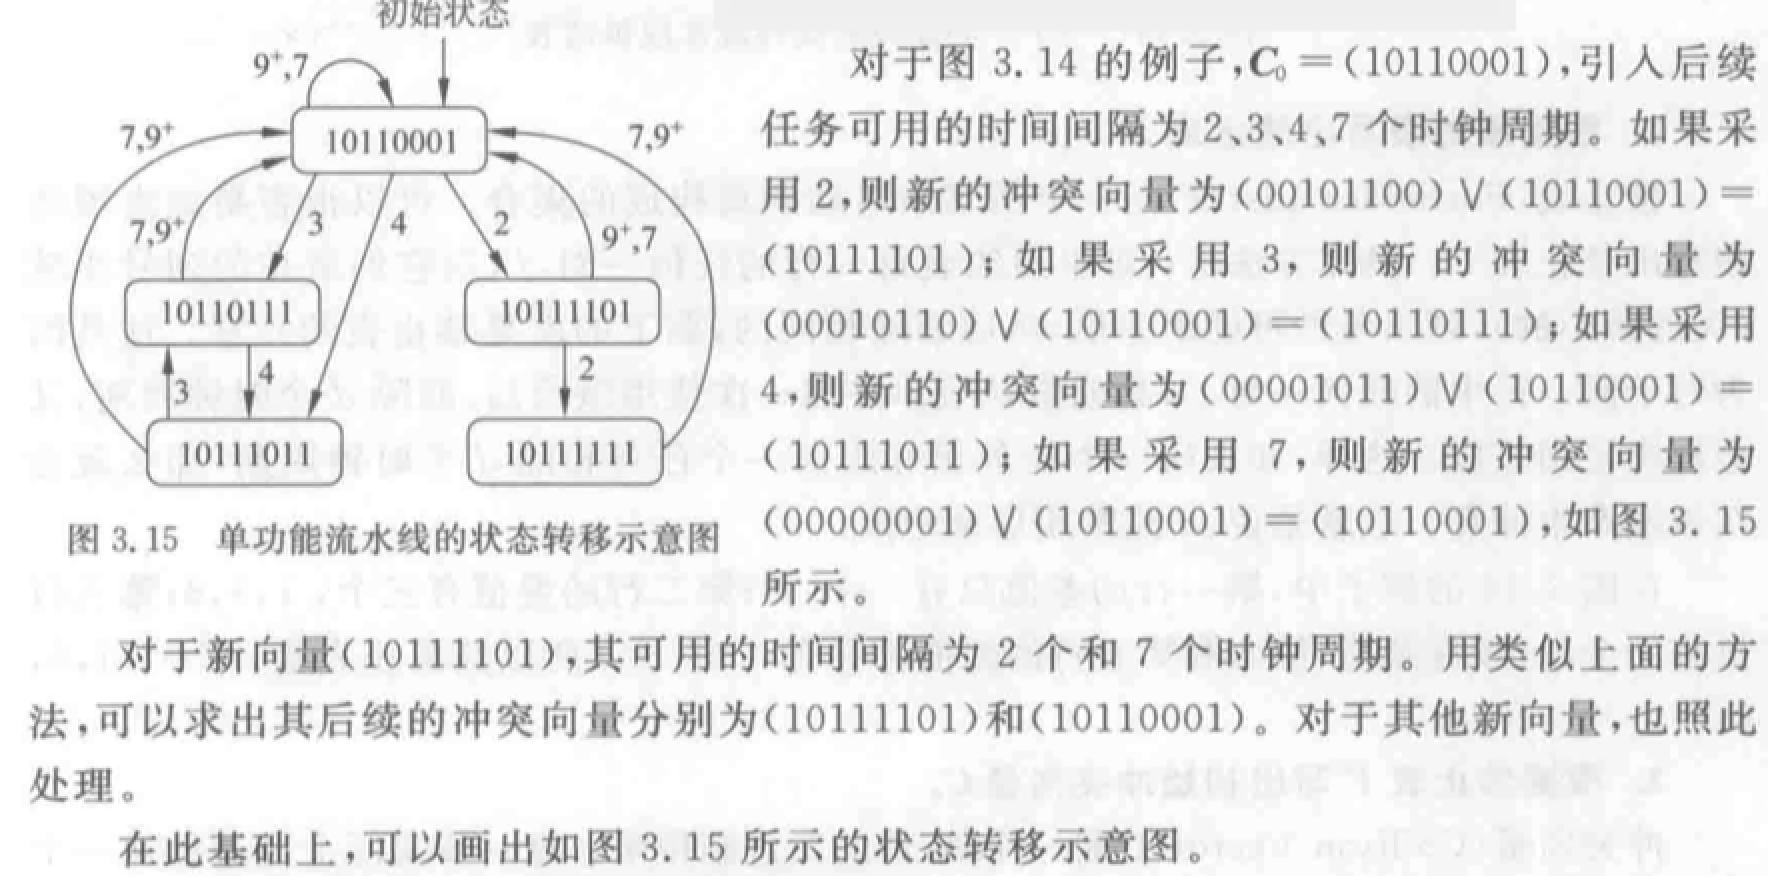 初始状态
9⁺,7
10110001
7,9⁺
7,9⁺
7,9⁺
3
4
2
9⁺,7
10110111
10111101
3
4
2
10111011
10111111
图 3.15 单功能流水线的状态转移示意图
对于图 3.14 的例子,C₀=(10110001),引入后续
任务可用的时间间隔为 2、3、4、7 个时钟周期。如果采
用 2,则新的冲突向量为(00101100)∨(10110001)=
(10111101);如果采用 3,则新的冲突向量为
(00010110)∨(10110001)=(10110111);如果采用
4,则新的冲突向量为(00001011)∨(10110001)=
(10111011);如果采用 7,则新的冲突向量为
(00000001)∨(10110001)=(10110001),如图 3.15
所示。
对于新向量(10111101),其可用的时间间隔为 2 个和 7 个时钟周期。用类似上面的方
法,可以求出其后续的冲突向量分别为(10111101)和(10110001)。对于其他新向量,也照此
处理。
在此基础上,可以画出如图 3.15 所示的状态转移示意图。